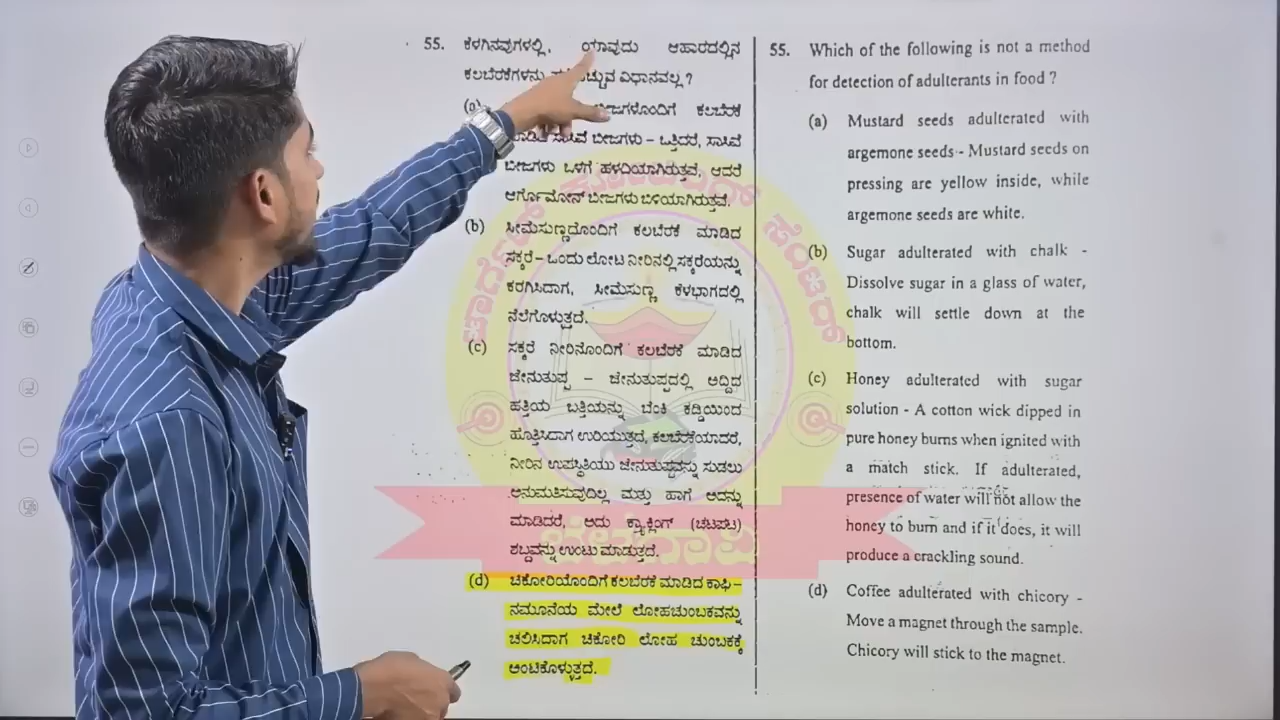 55. ಕೆಳಗಿನವುಗಳಲ್ಲಿ, ಯಾವುದು ಆಹಾರದಲ್ಲಿನ
ಕಲಬೆರಕೆಗಳನ್ನು ವಿಧಾನವಲ್ಲ ?
(a) ಬೀಜಗಳೊಂದಿಗೆ ಕಲಬೆರಕೆ
ಮಾಡಿದ ಸಾಸಿವೆ ಬೀಜಗಳು – ಒತ್ತಿದರೆ, ಸಾಸಿವೆ
ಬೀಜಗಳು ಒಳಗೆ ಹಳದಿಯಾಗಿರುತ್ತವೆ, ಆದರೆ
ಆರ್ಗೆಮೋನ್ ಬೀಜಗಳು ಬಿಳಿಯಾಗಿರುತ್ತವೆ.
(b) ಸೀಮೆಸುಣ್ಣದೊಂದಿಗೆ ಕಲಬೆರಕೆ ಮಾಡಿದ
ಸಕ್ಕರೆ – ಒಂದು ಲೋಟ ನೀರಿನಲ್ಲಿ ಸಕ್ಕರೆಯನ್ನು
ಕರಗಿಸಿದಾಗ, ಸೀಮೆಸುಣ್ಣ ಕೆಳಭಾಗದಲ್ಲಿ
ನೆಲೆಗೊಳ್ಳುತ್ತದೆ.
(c) ಸಕ್ಕರೆ ನೀರಿನೊಂದಿಗೆ ಕಲಬೆರಕೆ ಮಾಡಿದ
ಜೇನುತುಪ್ಪ – ಜೇನುತುಪ್ಪದಲ್ಲಿ ಅದ್ದಿದ
ಹತ್ತಿಯ ಬತ್ತಿಯನ್ನು ಬೆಂಕಿ ಕಡ್ಡಿಯಿಂದ
ಹೊತ್ತಿಸಿದಾಗ ಉರಿಯುತ್ತದೆ, ಕಲಬೆರಕೆಯಾದರೆ,
ನೀರಿನ ಉಪಸ್ಥಿತಿಯು ಜೇನುತುಪ್ಪವನ್ನು ಸುಡಲು
ಅನುಮತಿಸುವುದಿಲ್ಲ ಮತ್ತು ಹಾಗೆ ಅದನ್ನು
ಮಾಡಿದರೆ, ಅದು ಕ್ರ್ಯಾಕ್ಲಿಂಗ್ (ಚಟಪಟ)
ಶಬ್ದವನ್ನು ಉಂಟು ಮಾಡುತ್ತದೆ.
(d) ಚಿಕೋರಿಯೊಂದಿಗೆ ಕಲಬೆರಕೆ ಮಾಡಿದ ಕಾಫಿ –
ನಮೂನೆಯ ಮೇಲೆ ಲೋಹಚುಂಬಕವನ್ನು
ಚಲಿಸಿದಾಗ ಚಿಕೋರಿ ಲೋಹ ಚುಂಬಕಕ್ಕೆ
ಅಂಟಿಕೊಳ್ಳುತ್ತದೆ.
55. Which of the following is not a method
for detection of adulterants in food ?
(a) Mustard seeds adulterated with
argemone seeds - Mustard seeds on
pressing are yellow inside, while
argemone seeds are white.
(b) Sugar adulterated with chalk -
Dissolve sugar in a glass of water,
chalk will settle down at the
bottom.
(c) Honey adulterated with sugar
solution - A cotton wick dipped in
pure honey burns when ignited with
a match stick. If adulterated,
presence of water will not allow the
honey to burn and if it does, it will
produce a crackling sound.
(d) Coffee adulterated with chicory -
Move a magnet through the sample.
Chicory will stick to the magnet.